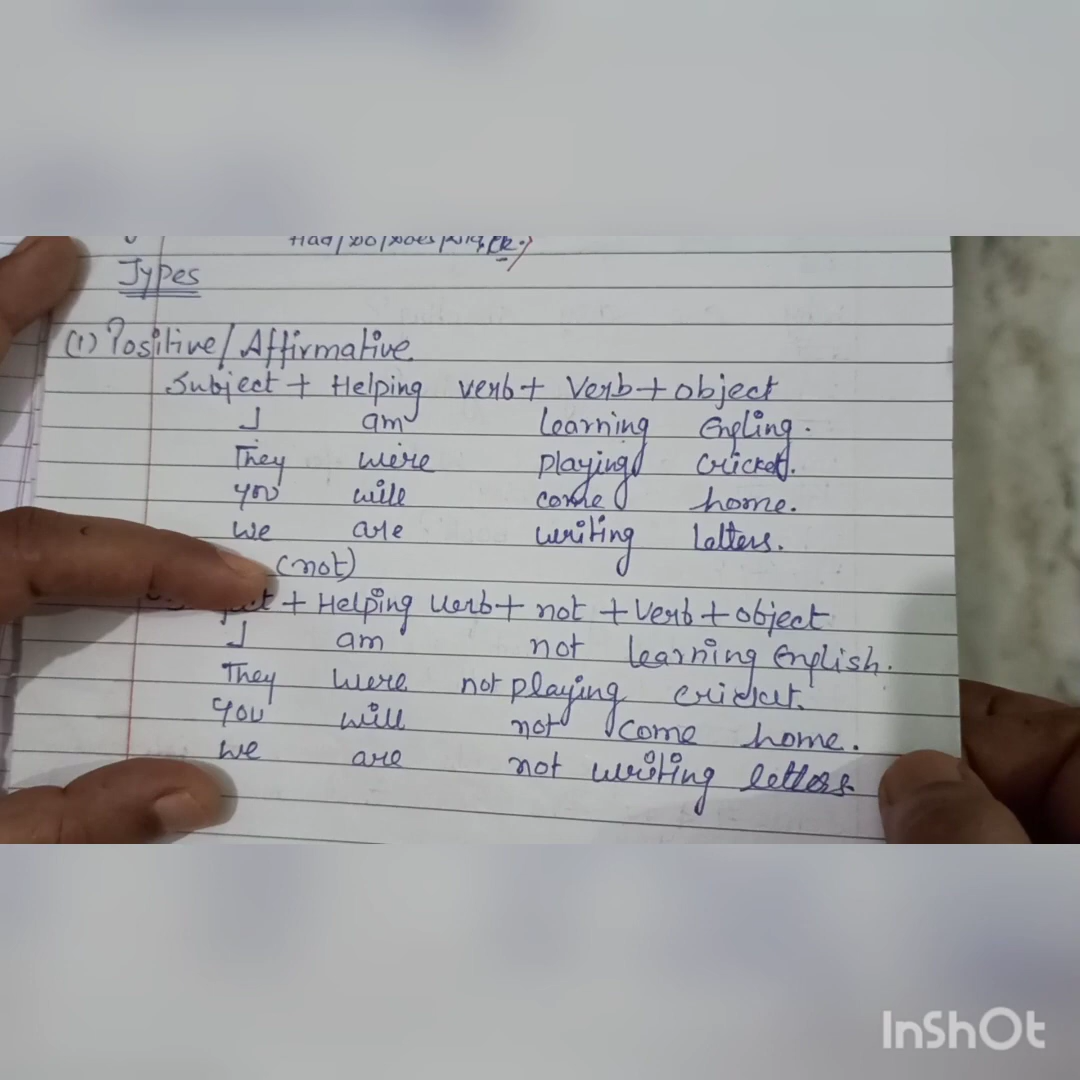 Types
(1) Positive/Affirmative
Subject + Helping verb + Verb + object
I am learning Engling.
They were playing cricket.
you will come home.
we are writing letters.
(not)
+ Helping verb + not + verb + object
I am not learning English.
They were not playing cricket.
you will not come home.
we are not writing letters.
InShOt